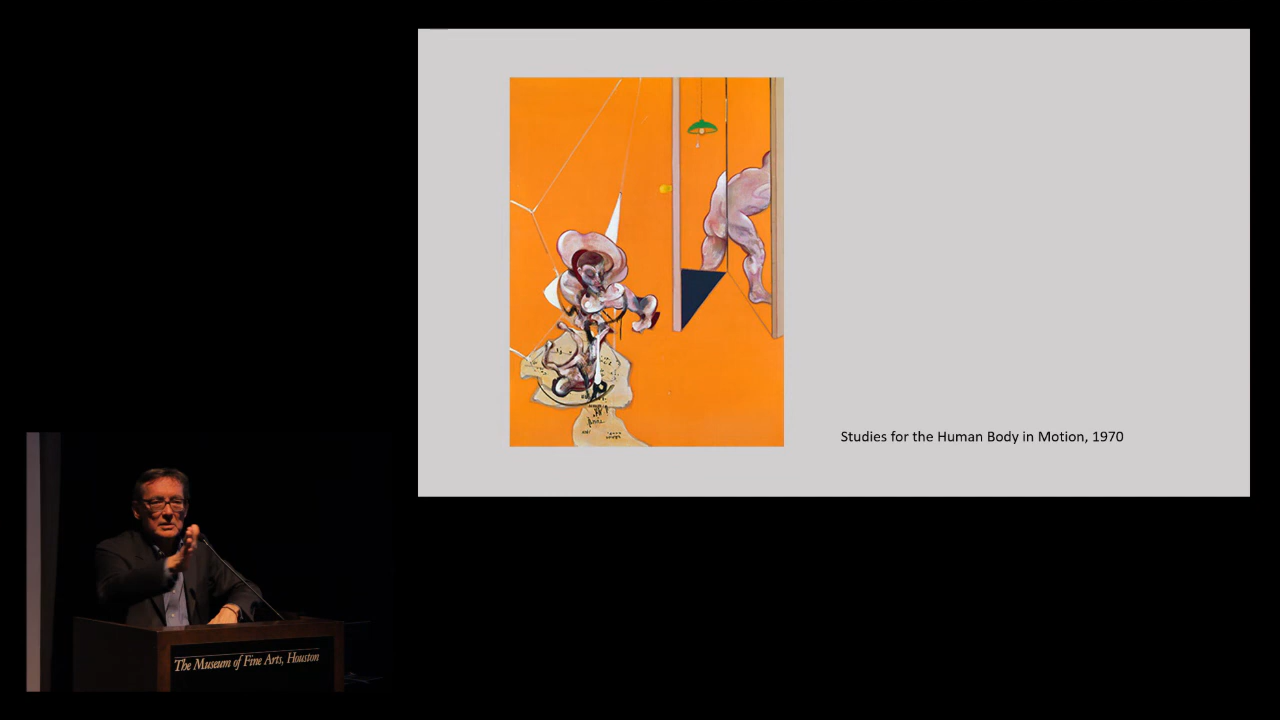 Studies for the Human Body in Motion, 1970
The Museum of Fine Arts, Houston